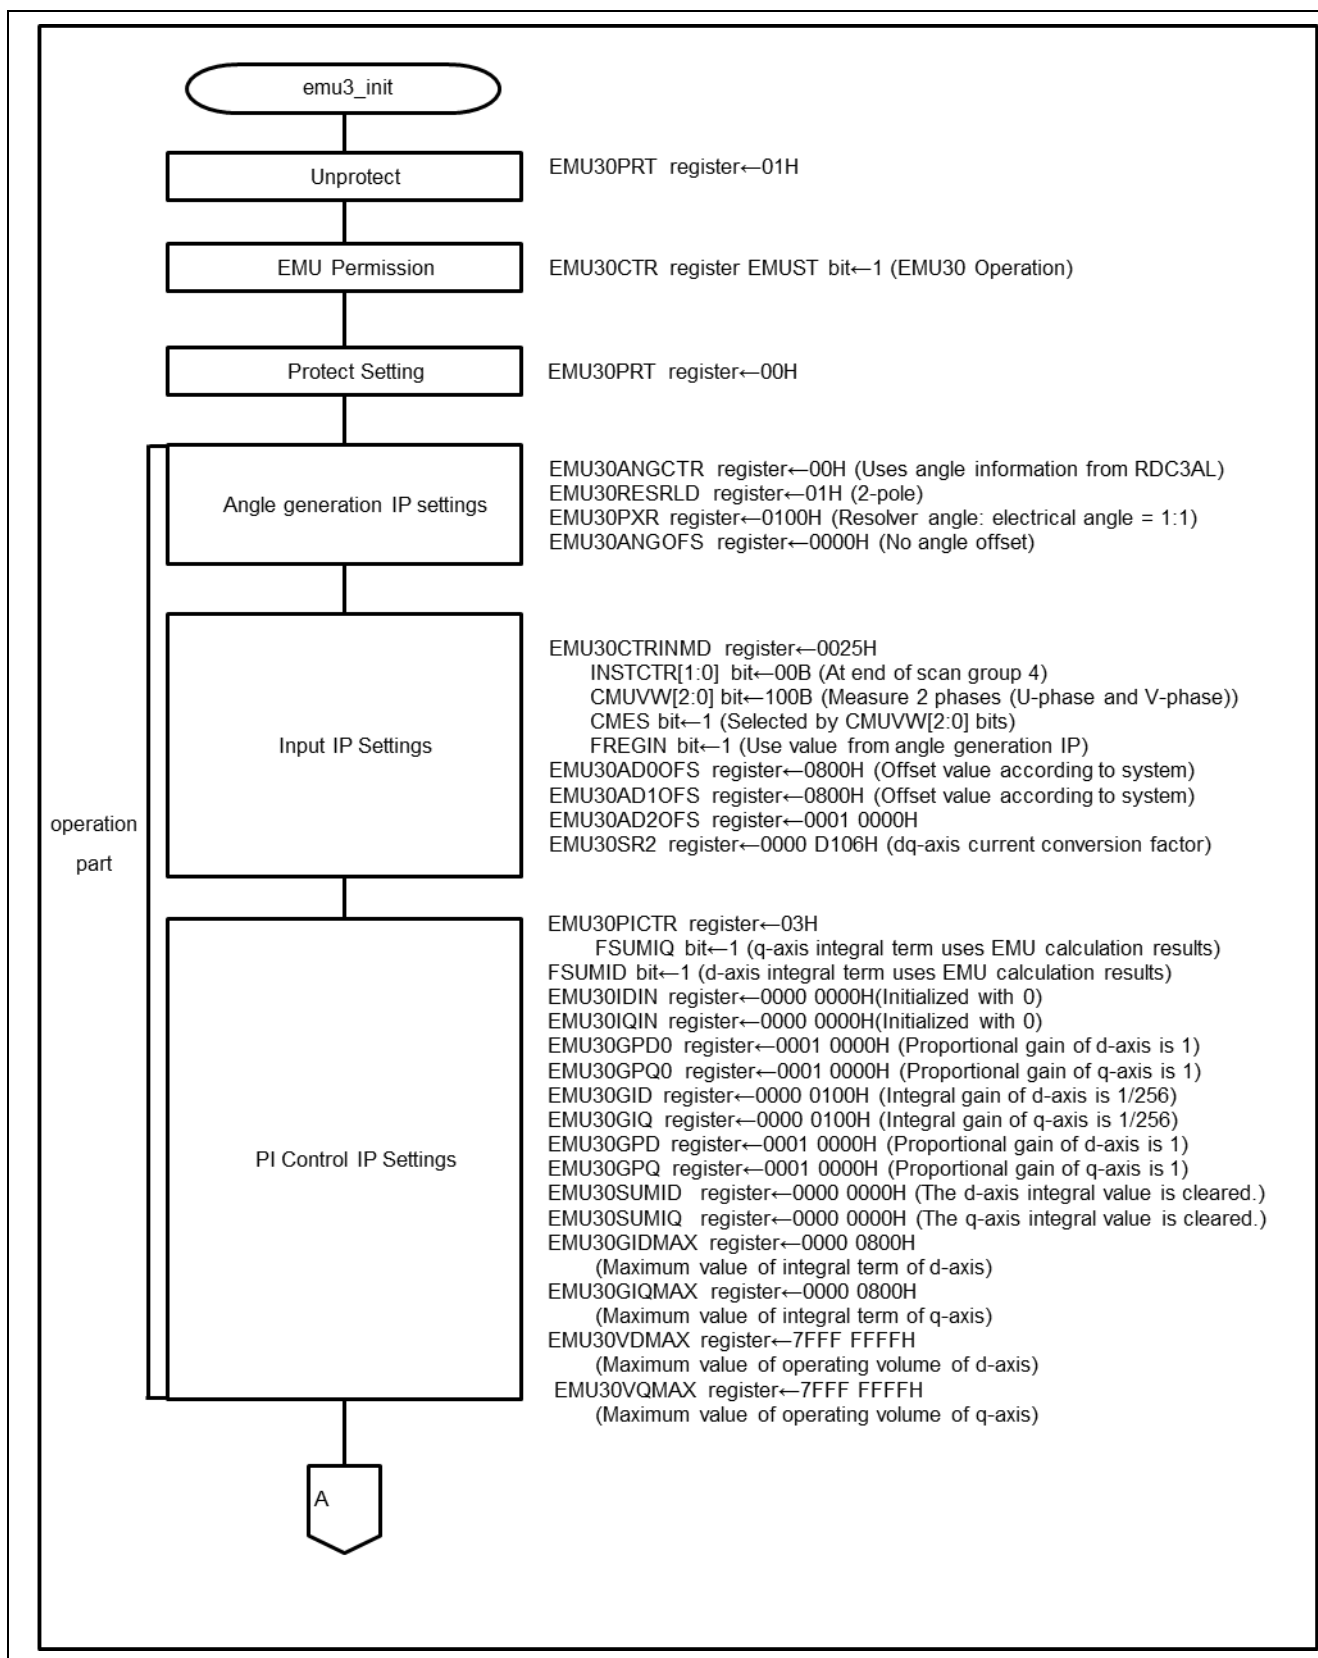 emu3_init
Unprotect
EMU30PRT register←01H
EMU Permission
EMU30CTR register EMUST bit←1 (EMU30 Operation)
Protect Setting
EMU30PRT register←00H
operation
part
Angle generation IP settings
EMU30ANGCTR register←00H (Uses angle information from RDC3AL)
EMU30RESRLD register←01H (2-pole)
EMU30PXR register←0100H (Resolver angle: electrical angle = 1:1)
EMU30ANGOFS register←0000H (No angle offset)
Input IP Settings
EMU30CTRINMD register←0025H
INSTCTR[1:0] bit←00B (At end of scan group 4)
CMUVW[2:0] bit←100B (Measure 2 phases (U-phase and V-phase))
CMES bit←1 (Selected by CMUVW[2:0] bits)
FREGIN bit←1 (Use value from angle generation IP)
EMU30AD0OFS register←0800H (Offset value according to system)
EMU30AD1OFS register←0800H (Offset value according to system)
EMU30AD2OFS register←0001 0000H
EMU30SR2 register←0000 D106H (dq-axis current conversion factor)
PI Control IP Settings
EMU30PICTR register←03H
FSUMIQ bit←1 (q-axis integral term uses EMU calculation results)
FSUMID bit←1 (d-axis integral term uses EMU calculation results)
EMU30IDIN register←0000 0000H(Initialized with 0)
EMU30IQIN register←0000 0000H(Initialized with 0)
EMU30GPD0 register←0001 0000H (Proportional gain of d-axis is 1)
EMU30GPQ0 register←0001 0000H (Proportional gain of q-axis is 1)
EMU30GID register←0000 0100H (Integral gain of d-axis is 1/256)
EMU30GIQ register←0000 0100H (Integral gain of q-axis is 1/256)
EMU30GPD register←0001 0000H (Proportional gain of d-axis is 1)
EMU30GPQ register←0001 0000H (Proportional gain of q-axis is 1)
EMU30SUMID register←0000 0000H (The d-axis integral value is cleared.)
EMU30SUMIQ register←0000 0000H (The q-axis integral value is cleared.)
EMU30GIDMAX register←0000 0800H
(Maximum value of integral term of d-axis)
EMU30GIQMAX register←0000 0800H
(Maximum value of integral term of q-axis)
EMU30VDMAX register←7FFF FFFFH
(Maximum value of operating volume of d-axis)
EMU30VQMAX register←7FFF FFFFH
(Maximum value of operating volume of q-axis)
A